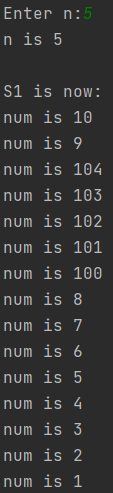 Enter n:5
n is 5

S1 is now:
num is 10
num is 9
num is 104
num is 103
num is 102
num is 101
num is 100
num is 8
num is 7
num is 6
num is 5
num is 4
num is 3
num is 2
num is 1